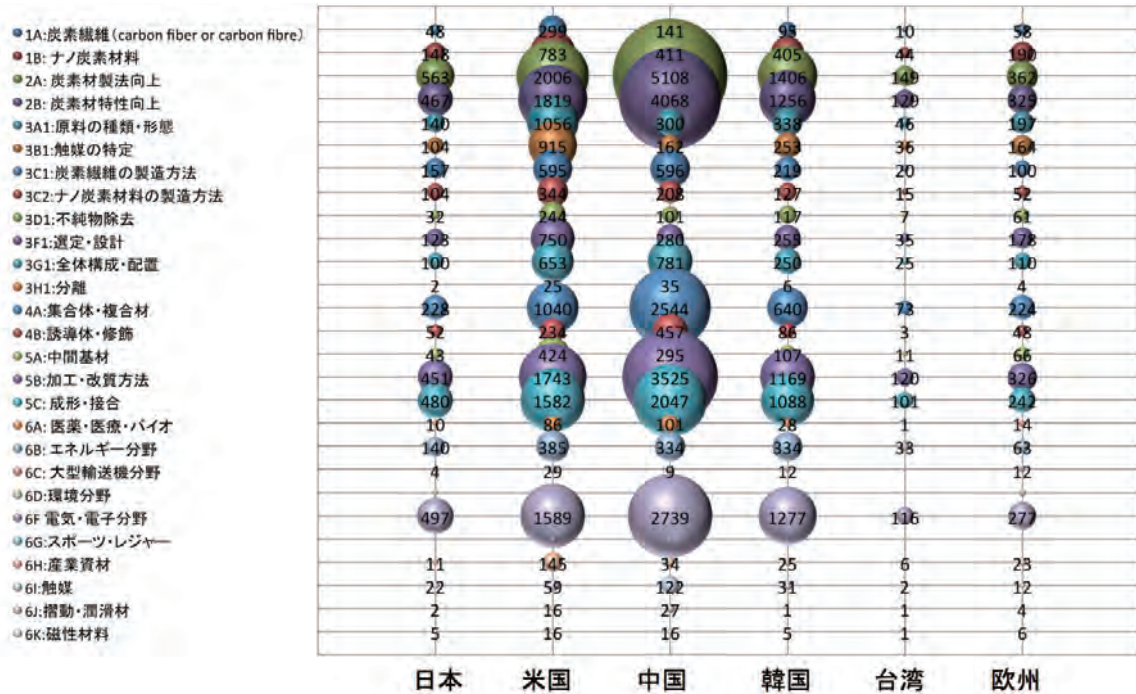 1A:炭素繊維(carbon fiber or carbon fibre) 48 299 141 95 10 58
1B: ナノ炭素材料 148 783 411 405 44 190
2A: 炭素材製法向上 563 2006 5108 1406 149 362
2B: 炭素材特性向上 467 1819 4068 1256 129 325
3A1:原料の種類・形態 140 1056 300 338 46 197
3B1:触媒の特定 104 915 162 253 36 164
3C1:炭素繊維の製造方法 157 595 596 219 20 100
3C2:ナノ炭素材料の製造方法 104 344 208 127 15 52
3D1:不純物除去 32 244 101 117 7 61
3F1:選定・設計 123 750 280 255 35 178
3G1:全体構成・配置 100 653 781 250 25 110
3H1:分離 2 25 35 6 4
4A:集合体・複合材 228 1040 2544 640 73 224
4B:誘導体・修飾 52 234 457 86 3 48
5A:中間基材 43 424 295 107 11 66
5B:加工・改質方法 451 1743 3525 1169 120 326
5C: 成形・接合 480 1582 2047 1088 101 242
6A: 医薬・医療・バイオ 10 86 101 28 1 14
6B: エネルギー分野 140 385 334 334 33 63
6C: 大型輸送機分野 4 29 9 12 12
6D:環境分野
6F 電気・電子分野 497 1589 2739 1277 116 277
6G:スポーツ・レジャー
6H:産業資材 11 145 34 25 6 23
6I:触媒 22 59 122 31 2 12
6J:摺動・潤滑材 2 16 27 1 1 4
6K:磁性材料 5 16 16 5 1 6
日本 米国 中国 韓国 台湾 欧州